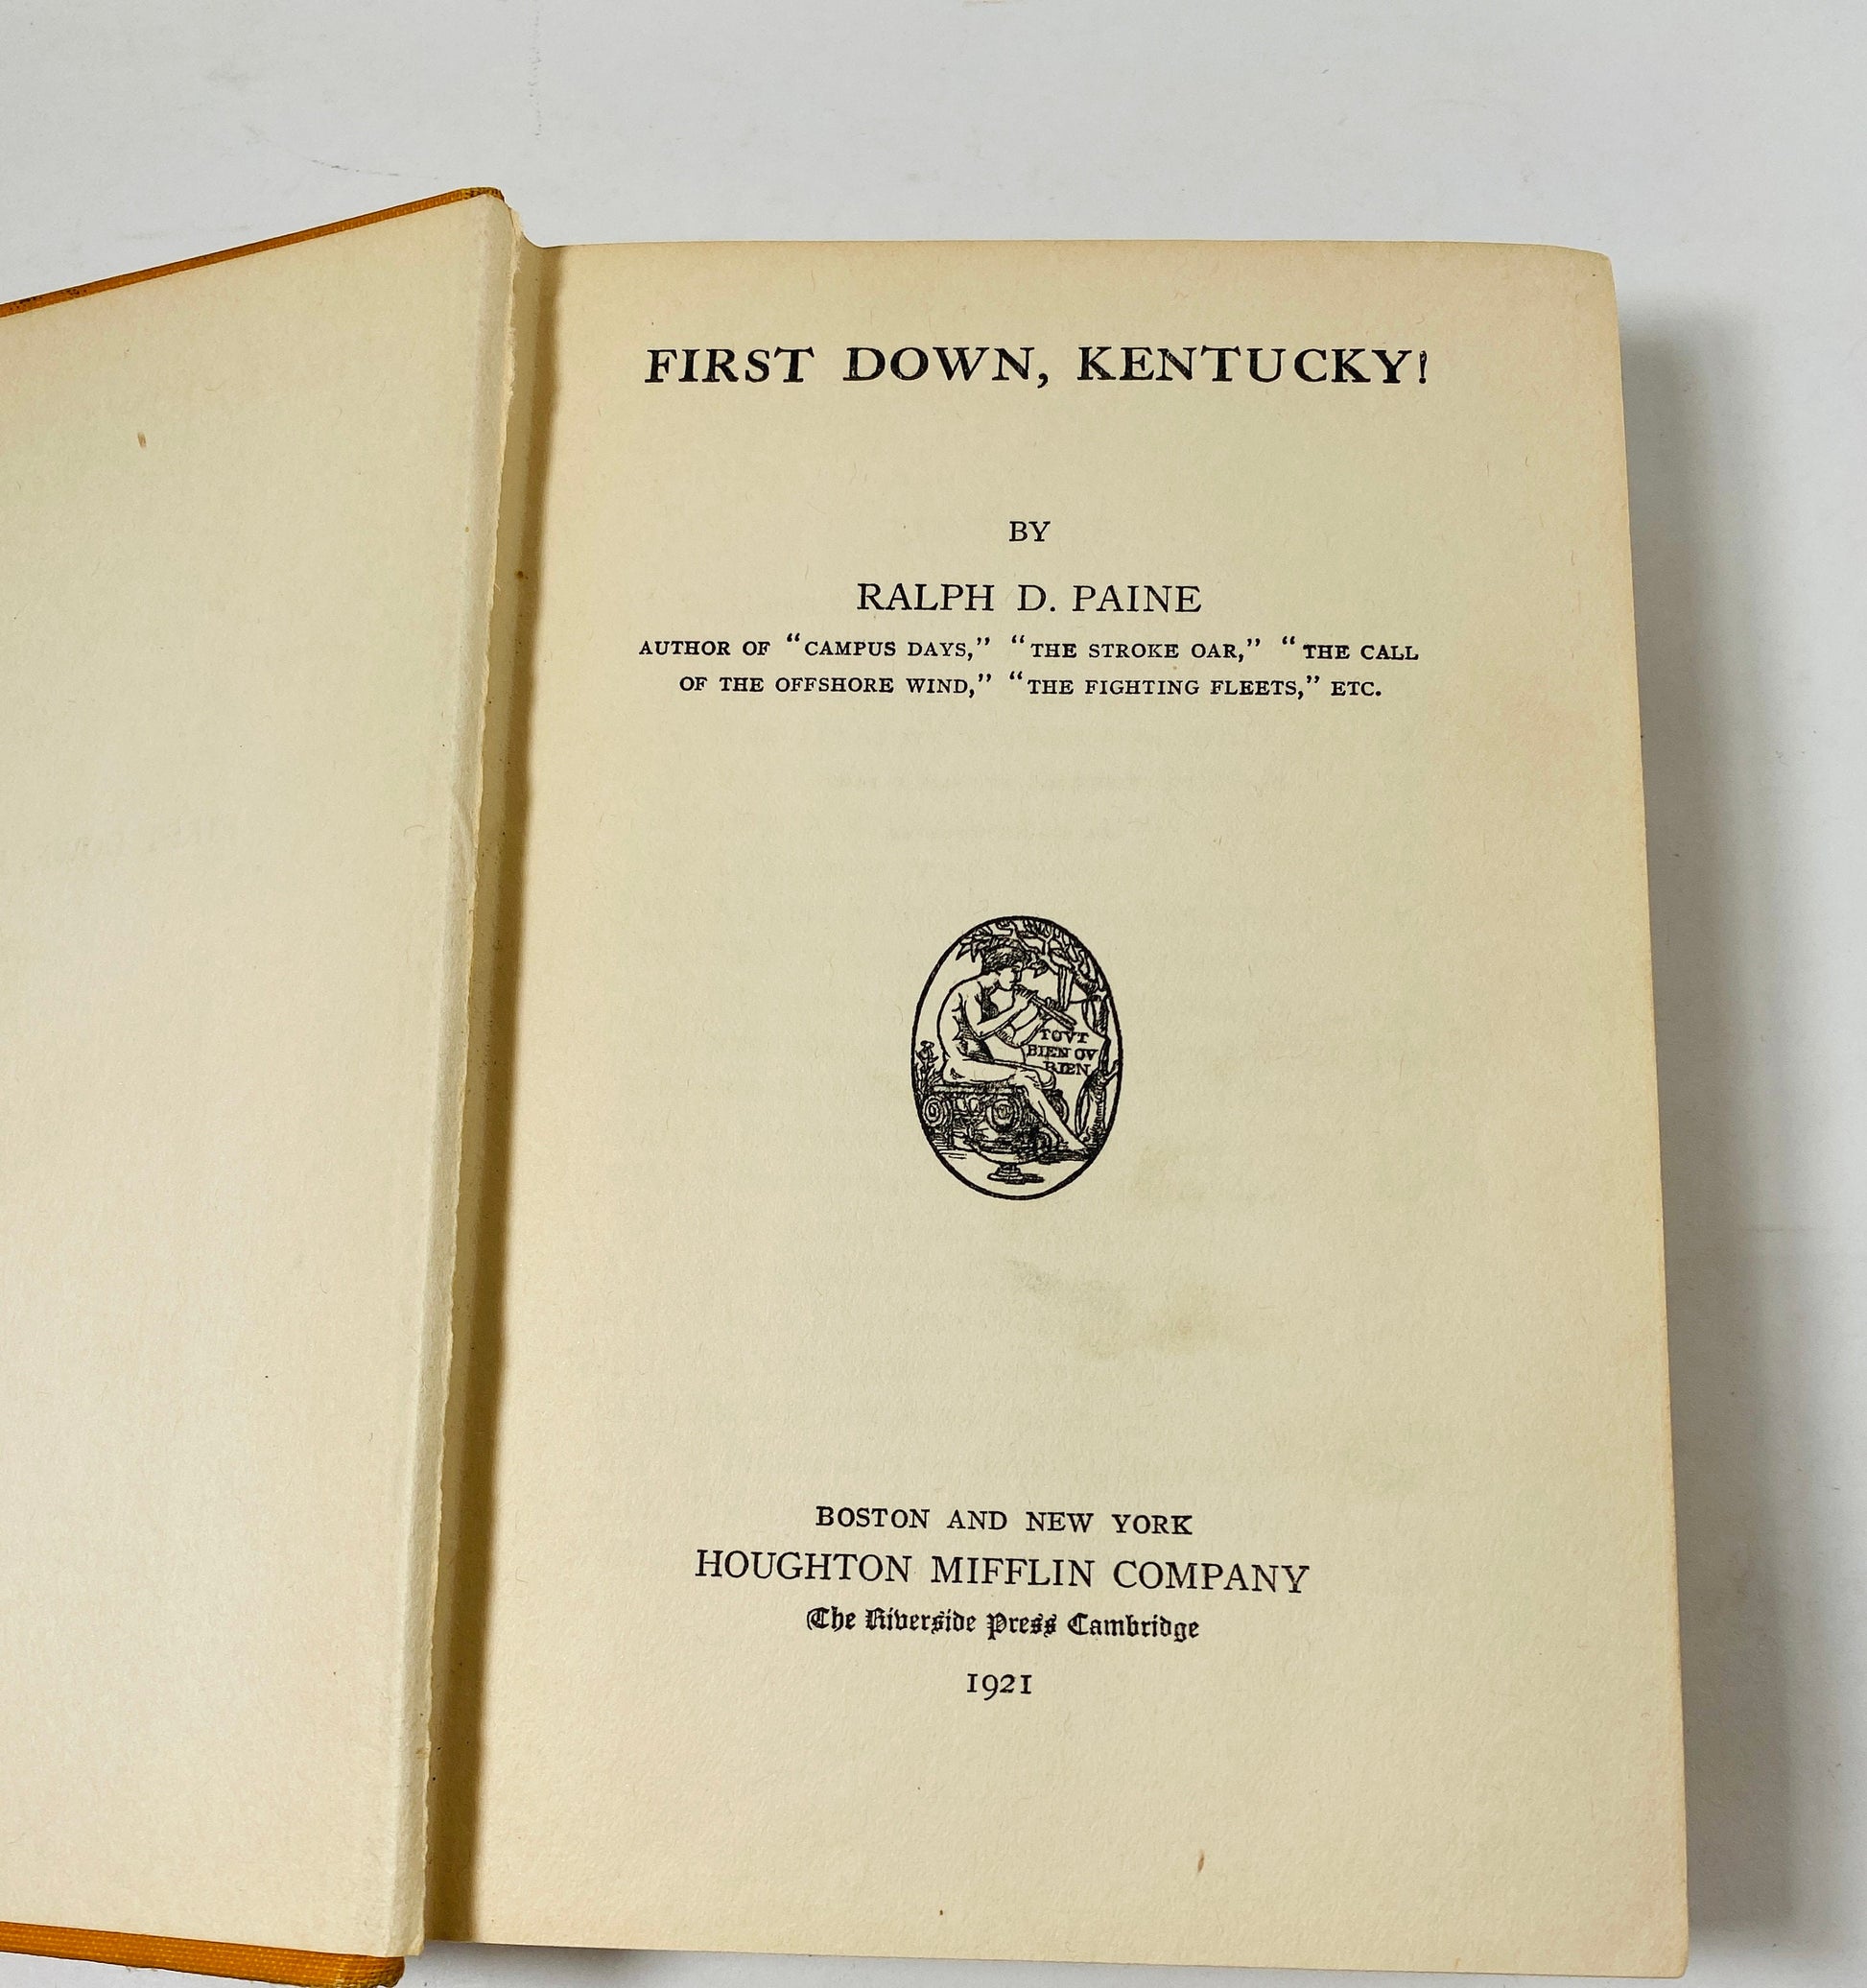 FIRST DOWN, KENTUCKY!
BY
RALPH D. PAINE
AUTHOR OF "CAMPUS DAYS," "THE STROKE OAR," "THE CALL
OF THE OFFSHORE WIND," "THE FIGHTING FLEETS," ETC.
TOVT
BIEN OV
RIEN
BOSTON AND NEW YORK
HOUGHTON MIFFLIN COMPANY
The Riverside Press Cambridge
1921